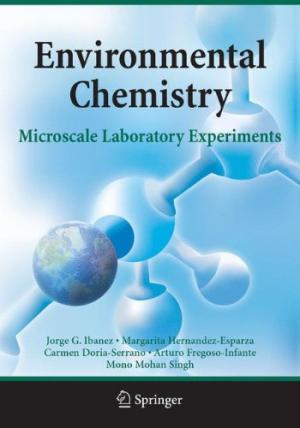 Environmental
Chemistry
Microscale Laboratory Experiments
Jorge G. Ibanez • Margarita Hernandez-Esparza
Carmen Doria-Serrano • Arturo Fregoso-Infante
Mono Mohan Singh
Springer